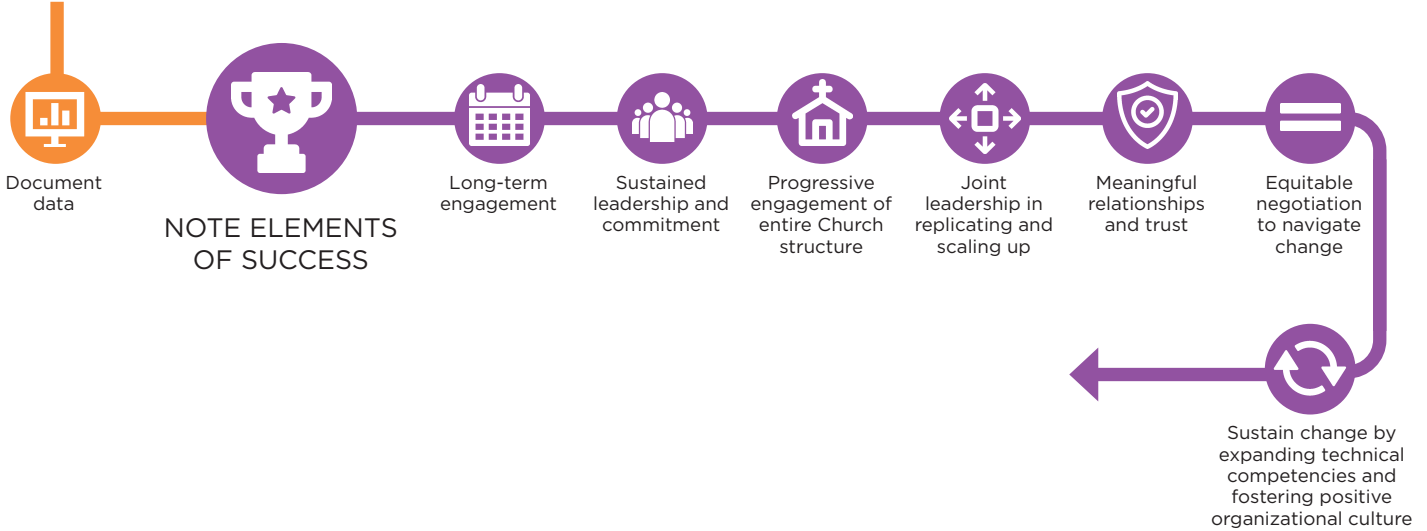 Document
data
NOTE ELEMENTS
OF SUCCESS
Long-term
engagement
Sustained
leadership and
commitment
Progressive
engagement of
entire Church
structure
Joint
leadership in
replicating and
scaling up
Meaningful
relationships
and trust
Equitable
negotiation
to navigate
change
Sustain change by
expanding technical
competencies and
fostering positive
organizational culture